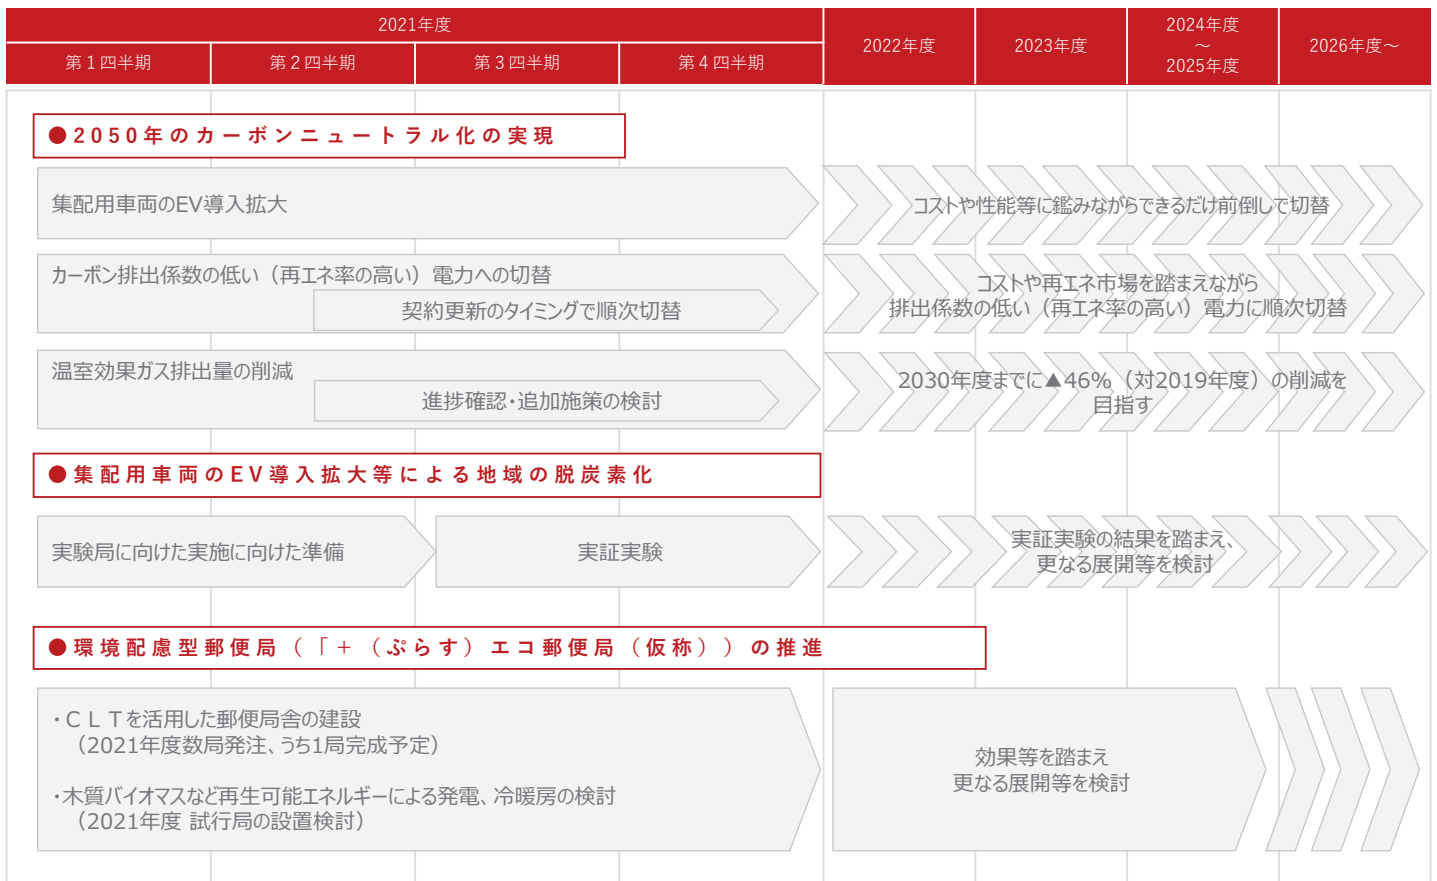 2021年度
2022年度
2023年度
2024年度
～
2025年度
2026年度～
第１四半期
第２四半期
第３四半期
第４四半期
●2050年のカーボンニュートラル化の実現
集配用車両のEV導入拡大
コストや性能等に鑑みながらできるだけ前倒しで切替
カーボン排出係数の低い（再エネ率の高い）電力への切替
契約更新のタイミングで順次切替
コストや再エネ市場を踏まえながら
排出係数の低い（再エネ率の高い）電力に順次切替
温室効果ガス排出量の削減
進捗確認・追加施策の検討
2030年度までに▲46%（対2019年度）の削減を
目指す
●集配用車両のEV導入拡大等による地域の脱炭素化
実験局に向けた実施に向けた準備
実証実験
実証実験の結果を踏まえ、
更なる展開等を検討
●環境配慮型郵便局（「+（ぷらす）エコ郵便局（仮称））の推進
・ＣＬＴを活用した郵便局舎の建設
（2021年度数局発注、うち1局完成予定）
・木質バイオマスなど再生可能エネルギーによる発電、冷暖房の検討
（2021年度 試行局の設置検討）
効果等を踏まえ
更なる展開等を検討